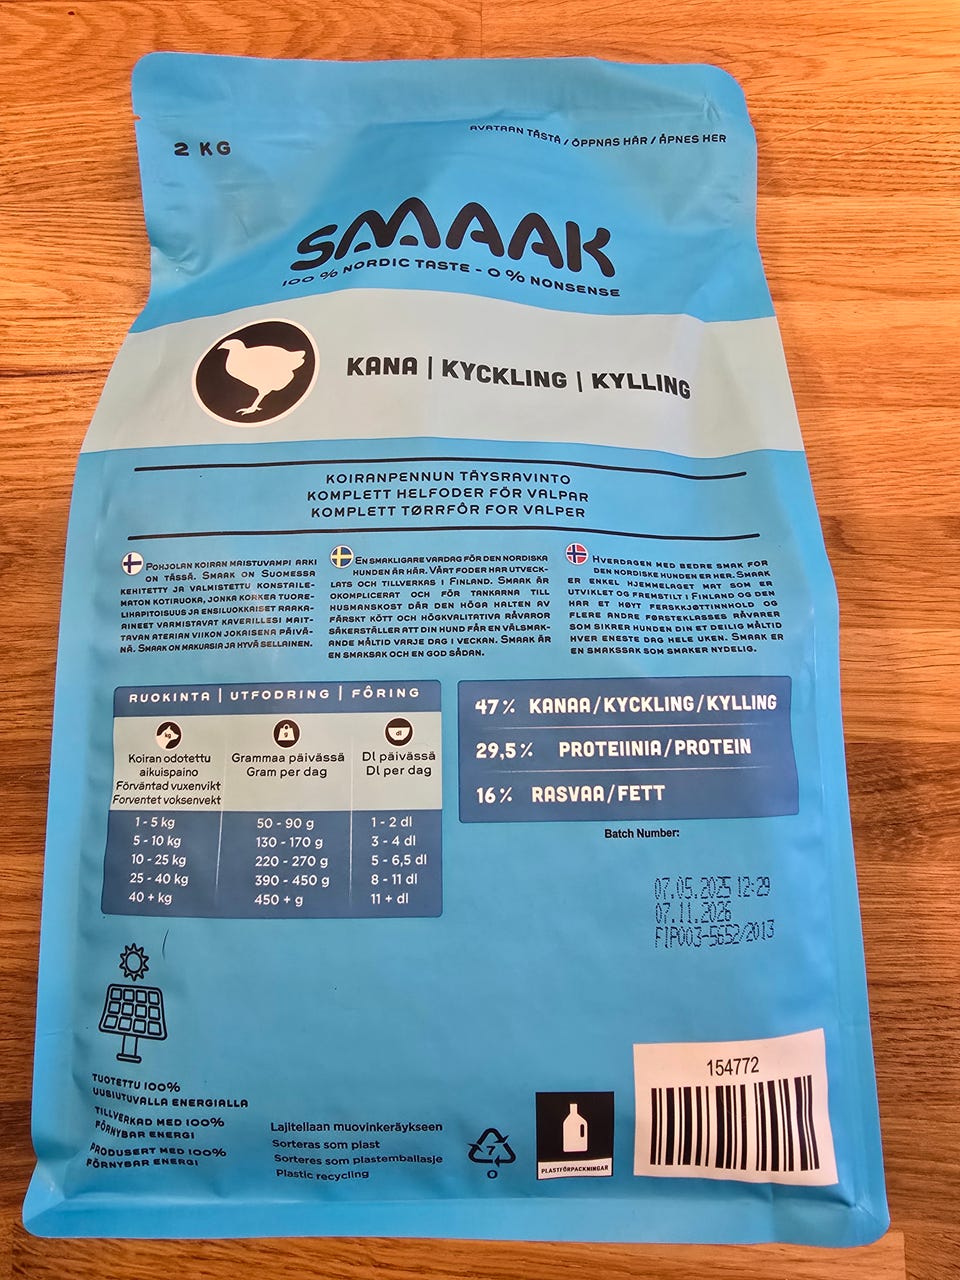 2 KG
AVATAAN TÄSTÄ / ÖPPNAS HÄR / ÅPNES HER
SMAAK
100 % NORDIC TASTE - 0 % NONSENSE
KANA | KYCKLING | KYLLING
KOIRANPENNUN TÄYSRAVINTO
KOMPLETT HELFODER FÖR VALPAR
KOMPLETT TØRRFÔR FOR VALPER
POHJOLAN KOIRAN MAISTUVAMPI ARKI
ON TÄSSÄ. SMAAK ON SUOMESSA
KEHITETTY JA VALMISTETTU KONSTAILE-
MATON KOTIRUOKA, JONKA KORKEA TUORE-
LIHAPITOISUUS JA ENSILUOKKAISET RAAKA-
AINEET VARMISTAVAT KAVERILLESI MAIT-
TAVAN ATERIAN VIIKON JOKAISENA PÄIVÄ-
NÄ. SMAAK ON MAKUASIA JA HYVÄ SELLAINEN.
EN SMAKLIGARE VARDAG FÖR DEN NORDISKA
HUNDEN ÄR HÄR. VÅRT FODER HAR UTVECK-
LATS OCH TILLVERKAS I FINLAND. SMAAK ÄR
OKOMPLICERAT OCH FÖR TANKARNA TILL
HUSMANSKOST DÄR DEN HÖGA HALTEN AV
FÄRSKT KÖTT OCH HÖGKVALITATIVA RÅVAROR
SÄKERSTÄLLER ATT DIN HUND FÅR EN VÄLSMAK-
ANDE MÅLTID VARJE DAG I VECKAN. SMAAK ÄR
EN SMAKSAK OCH EN GOD SÅDAN.
HVERDAGEN MED BEDRE SMAK FOR
DEN NORDISKE HUNDEN ER HER. SMAAK
ER ENKEL HJEMMELAGET MAT SOM ER
UTVIKLET OG FREMSTILT I FINLAND OG DEN
HAR ET HØYT FERSKKJØTTINNHOLD OG
FLERE ANDRE FØRSTEKLASSES RÅVARER
SOM SIKRER HUNDEN DIN ET DEILIG MÅLTID
HVER ENESTE DAG HELE UKEN. SMAAK ER
EN SMAKSSAK SOM SMAKER NYDELIG.
RUOKINTA | UTFODRING | FÔRING
kg g dl
Koiran odotettu Grammaa päivässä Dl päivässä
aikuispaino Gram per dag Dl per dag
Förväntad vuxenvikt
Forventet voksenvekt
1 - 5 kg 50 - 90 g 1 - 2 dl
5 - 10 kg 130 - 170 g 3 - 4 dl
10 - 25 kg 220 - 270 g 5 - 6,5 dl
25 - 40 kg 390 - 450 g 8 - 11 dl
40 + kg 450 + g 11 + dl
47 % KANAA/KYCKLING/KYLLING
29,5 % PROTEIINIA/PROTEIN
16 % RASVAA/FETT
Batch Number:
07.05.2025 12:29
07.11.2026
FIP003-5652/2013
TUOTETTU 100%
UUSIUTUVALLA ENERGIALLA
TILLVERKAD MED 100%
FÖRNYBAR ENERGI
PRODUSERT MED 100%
FÖRNYBAR ENERGI
Lajitellaan muovinkeräykseen
Sorteras som plast
Sorteres som plastemballasje
Plastic recycling
7
O
PLASTFÖRPACKNINGAR
154772